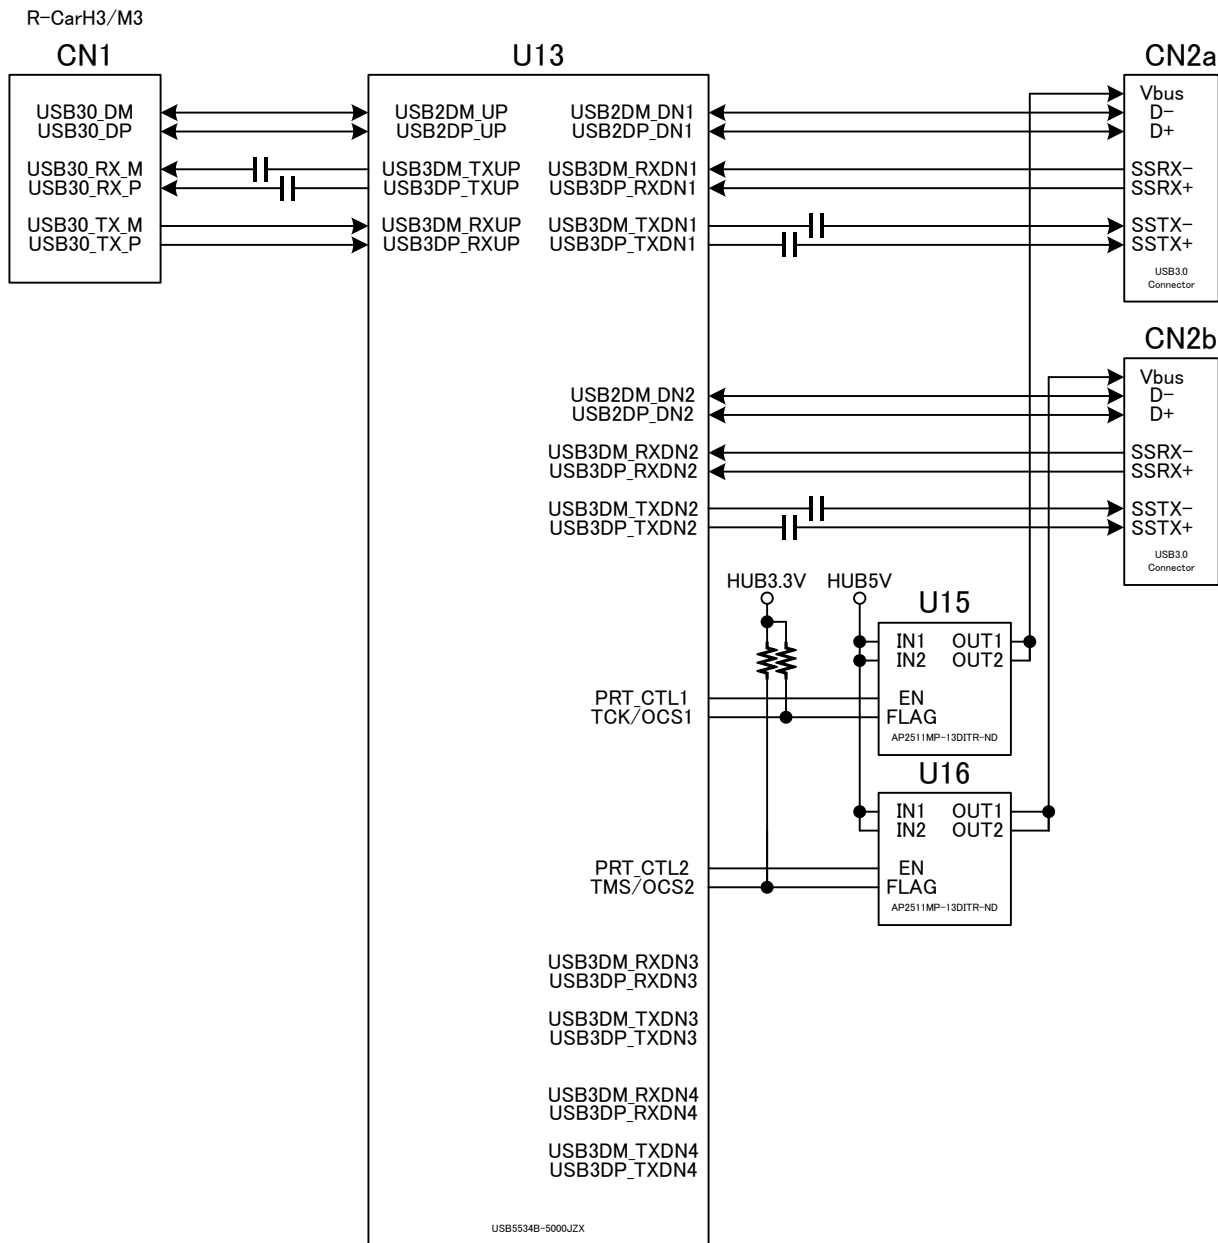 R-CarH3/M3
CN1
USB30_DM
USB30_DP
USB30_RX_M
USB30_RX_P
USB30_TX_M
USB30_TX_P
U13
USB2DM_UP
USB2DP_UP
USB3DM_TXUP
USB3DP_TXUP
USB3DM_RXUP
USB3DP_RXUP
USB2DM_DN1
USB2DP_DN1
USB3DM_RXDN1
USB3DP_RXDN1
USB3DM_TXDN1
USB3DP_TXDN1
USB2DM_DN2
USB2DP_DN2
USB3DM_RXDN2
USB3DP_RXDN2
USB3DM_TXDN2
USB3DP_TXDN2
PRT_CTL1
TCK/OCS1
PRT_CTL2
TMS/OCS2
USB3DM_RXDN3
USB3DP_RXDN3
USB3DM_TXDN3
USB3DP_TXDN3
USB3DM_RXDN4
USB3DP_RXDN4
USB3DM_TXDN4
USB3DP_TXDN4
USB5534B-5000JZX
CN2a
Vbus
D-
D+
SSRX-
SSRX+
SSTX-
SSTX+
USB3.0
Connector
CN2b
Vbus
D-
D+
SSRX-
SSRX+
SSTX-
SSTX+
USB3.0
Connector
HUB3.3V
HUB5V
U15
IN1 OUT1
IN2 OUT2
EN
FLAG
AP2511MP-13DITR-ND
U16
IN1 OUT1
IN2 OUT2
EN
FLAG
AP2511MP-13DITR-ND